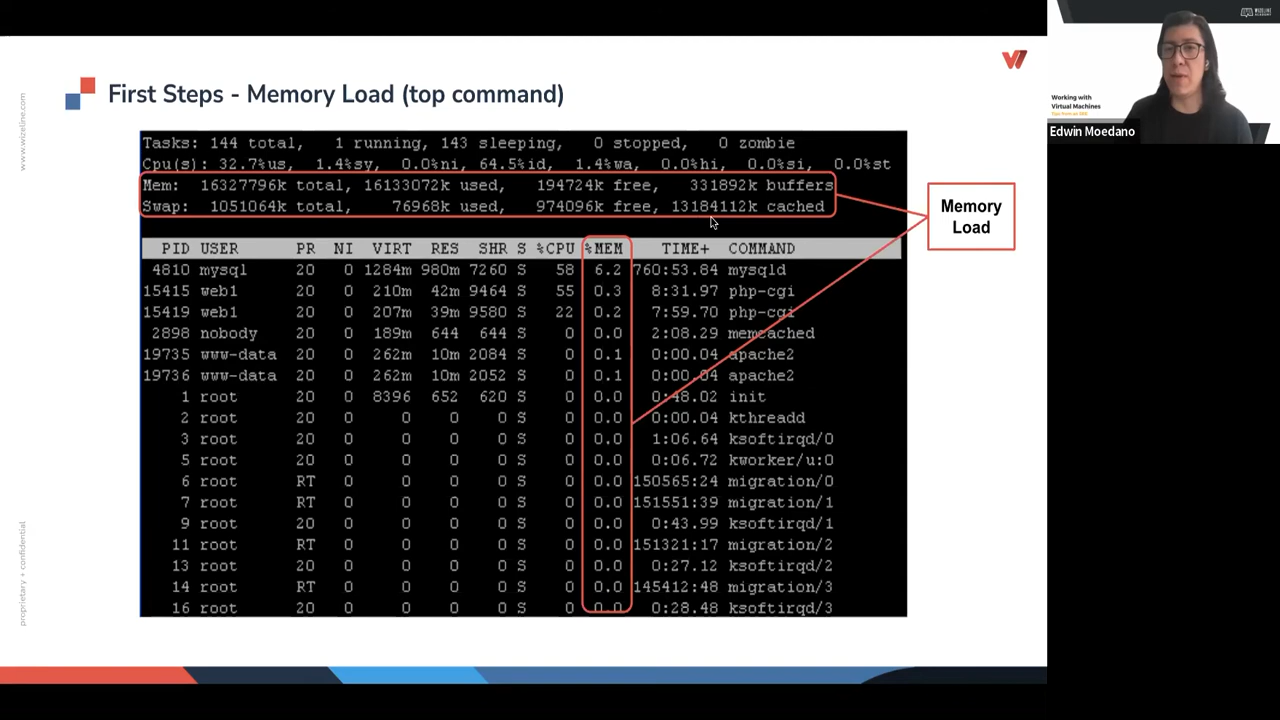 First Steps - Memory Load (top command)
www.wizeline.com
proprietary + confidential
Tasks: 144 total, 1 running, 143 sleeping, 0 stopped, 0 zombie
Cpu(s): 32.7%us, 1.4%sy, 0.0%ni, 64.5%id, 1.4%wa, 0.0%hi, 0.0%si, 0.0%st
Mem: 16327796k total, 16133072k used, 194724k free, 331892k buffers
Swap: 1051064k total, 76968k used, 974096k free, 13184112k cached
PID USER PR NI VIRT RES SHR S %CPU %MEM TIME+ COMMAND
4810 mysql 20 0 1284m 980m 7260 S 58 6.2 760:53.84 mysqld
15415 web1 20 0 210m 42m 9464 S 55 0.3 8:31.97 php-cgi
15419 web1 20 0 207m 39m 9580 S 22 0.2 7:59.70 php-cgi
2898 nobody 20 0 189m 644 644 S 0 0.0 2:08.29 memcached
19735 www-data 20 0 262m 10m 2084 S 0 0.1 0:00.04 apache2
19736 www-data 20 0 262m 10m 2052 S 0 0.1 0:00.04 apache2
1 root 20 0 8396 652 620 S 0 0.0 0:48.02 init
2 root 20 0 0 0 0 S 0 0.0 0:00.04 kthreadd
3 root 20 0 0 0 0 S 0 0.0 1:06.64 ksoftirqd/0
5 root 20 0 0 0 0 S 0 0.0 0:06.72 kworker/u:0
6 root RT 0 0 0 0 S 0 0.0 150565:24 migration/0
7 root RT 0 0 0 0 S 0 0.0 151551:39 migration/1
9 root 20 0 0 0 0 S 0 0.0 0:43.99 ksoftirqd/1
11 root RT 0 0 0 0 S 0 0.0 151321:17 migration/2
13 root 20 0 0 0 0 S 0 0.0 0:27.12 ksoftirqd/2
14 root RT 0 0 0 0 S 0 0.0 145412:48 migration/3
16 root 20 0 0 0 0 S 0 0.0 0:28.48 ksoftirqd/3
Memory
Load
WIZELINE
ACADEMY
Working with
Virtual Machines
Tips from an SRE
Edwin Moedano